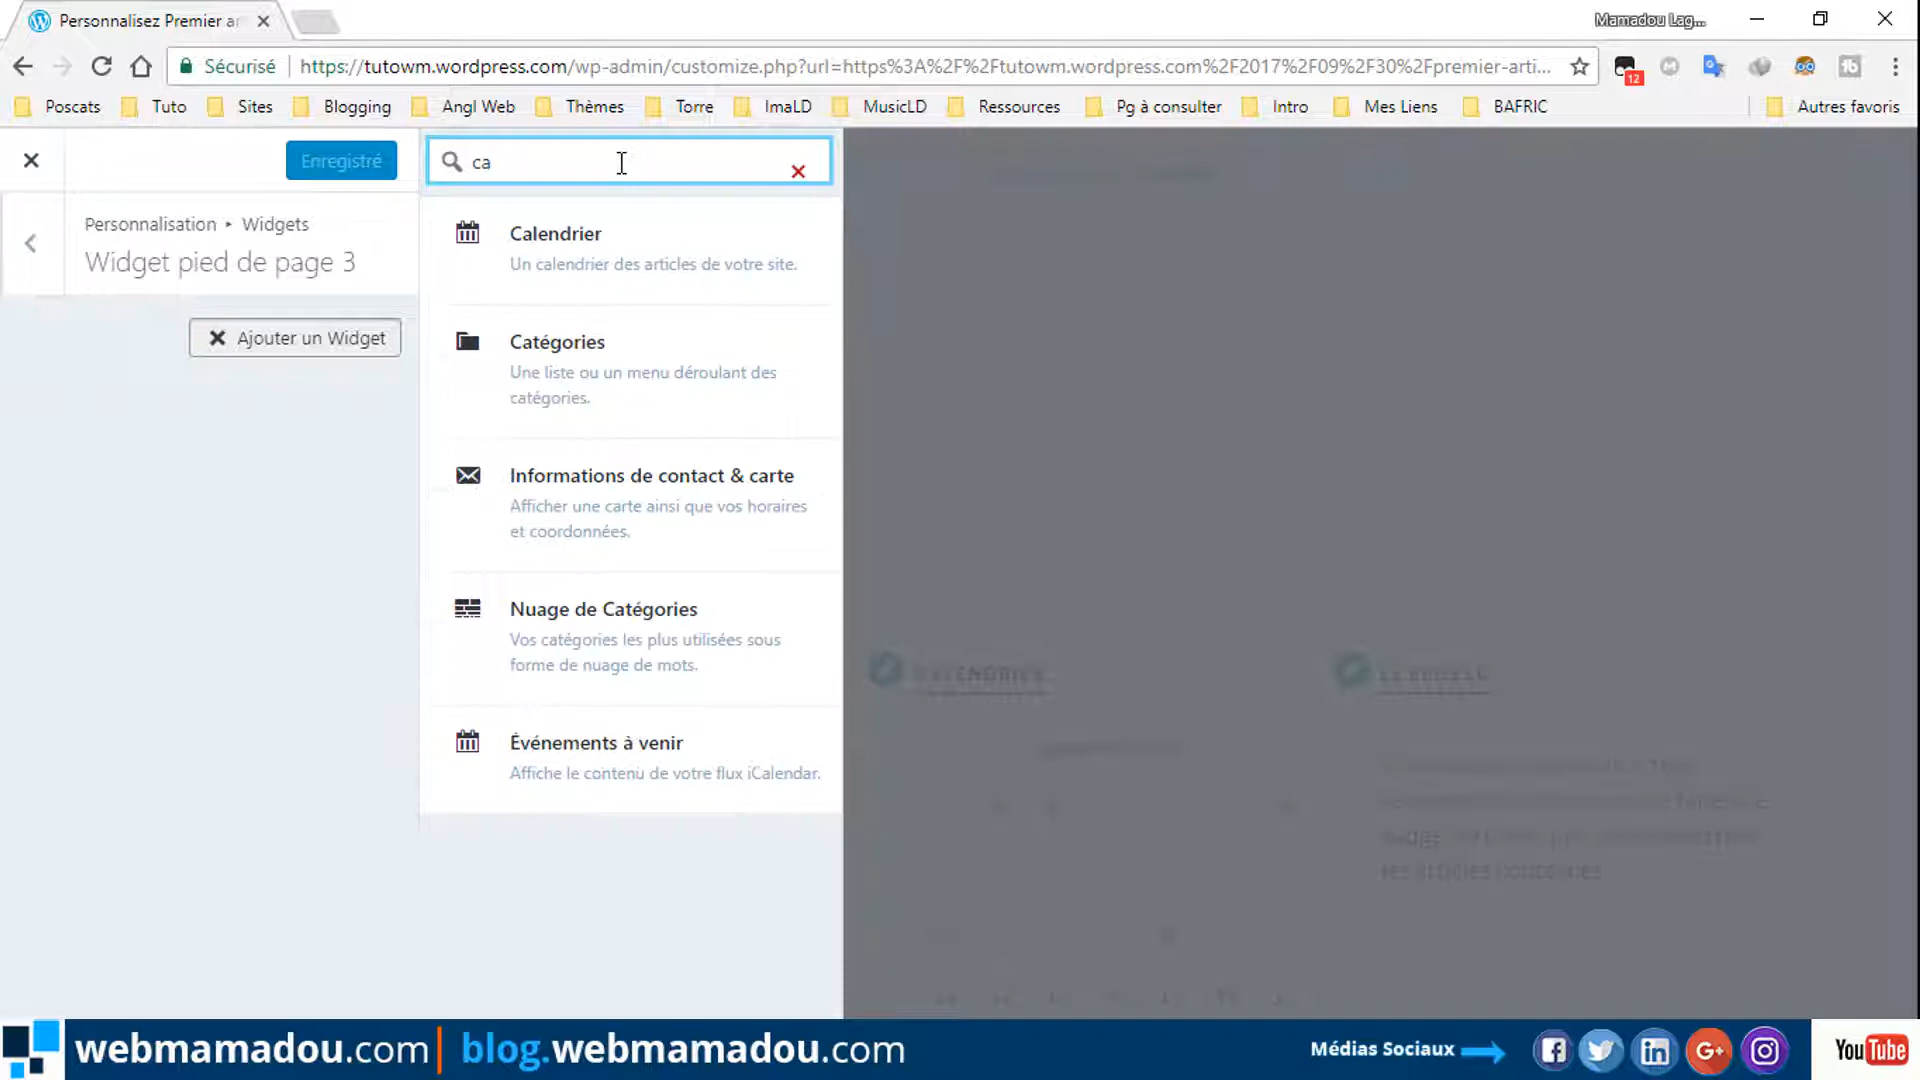 Personnalisez Premier ar
Mamadou Lag...
Sécurisé
https://tutowm.wordpress.com/wp-admin/customize.php?url=https%3A%2F%2Ftutowm.wordpress.com%2F2017%2F09%2F30%2Fpremier-arti...
12
Poscats Tuto Sites Blogging Angl Web Thèmes Torre ImaLD MusicLD Ressources Pg à consulter Intro Mes Liens BAFRIC Autres favoris
Enregistré
ca
Personnalisation ▸ Widgets
Widget pied de page 3
Ajouter un Widget
Calendrier
Un calendrier des articles de votre site.
Catégories
Une liste ou un menu déroulant des
catégories.
Informations de contact & carte
Afficher une carte ainsi que vos horaires
et coordonnées.
Nuage de Catégories
Vos catégories les plus utilisées sous
forme de nuage de mots.
Événements à venir
Affiche le contenu de votre flux iCalendar.
webmamadou.com | blog.webmamadou.com
Médias Sociaux
YouTube